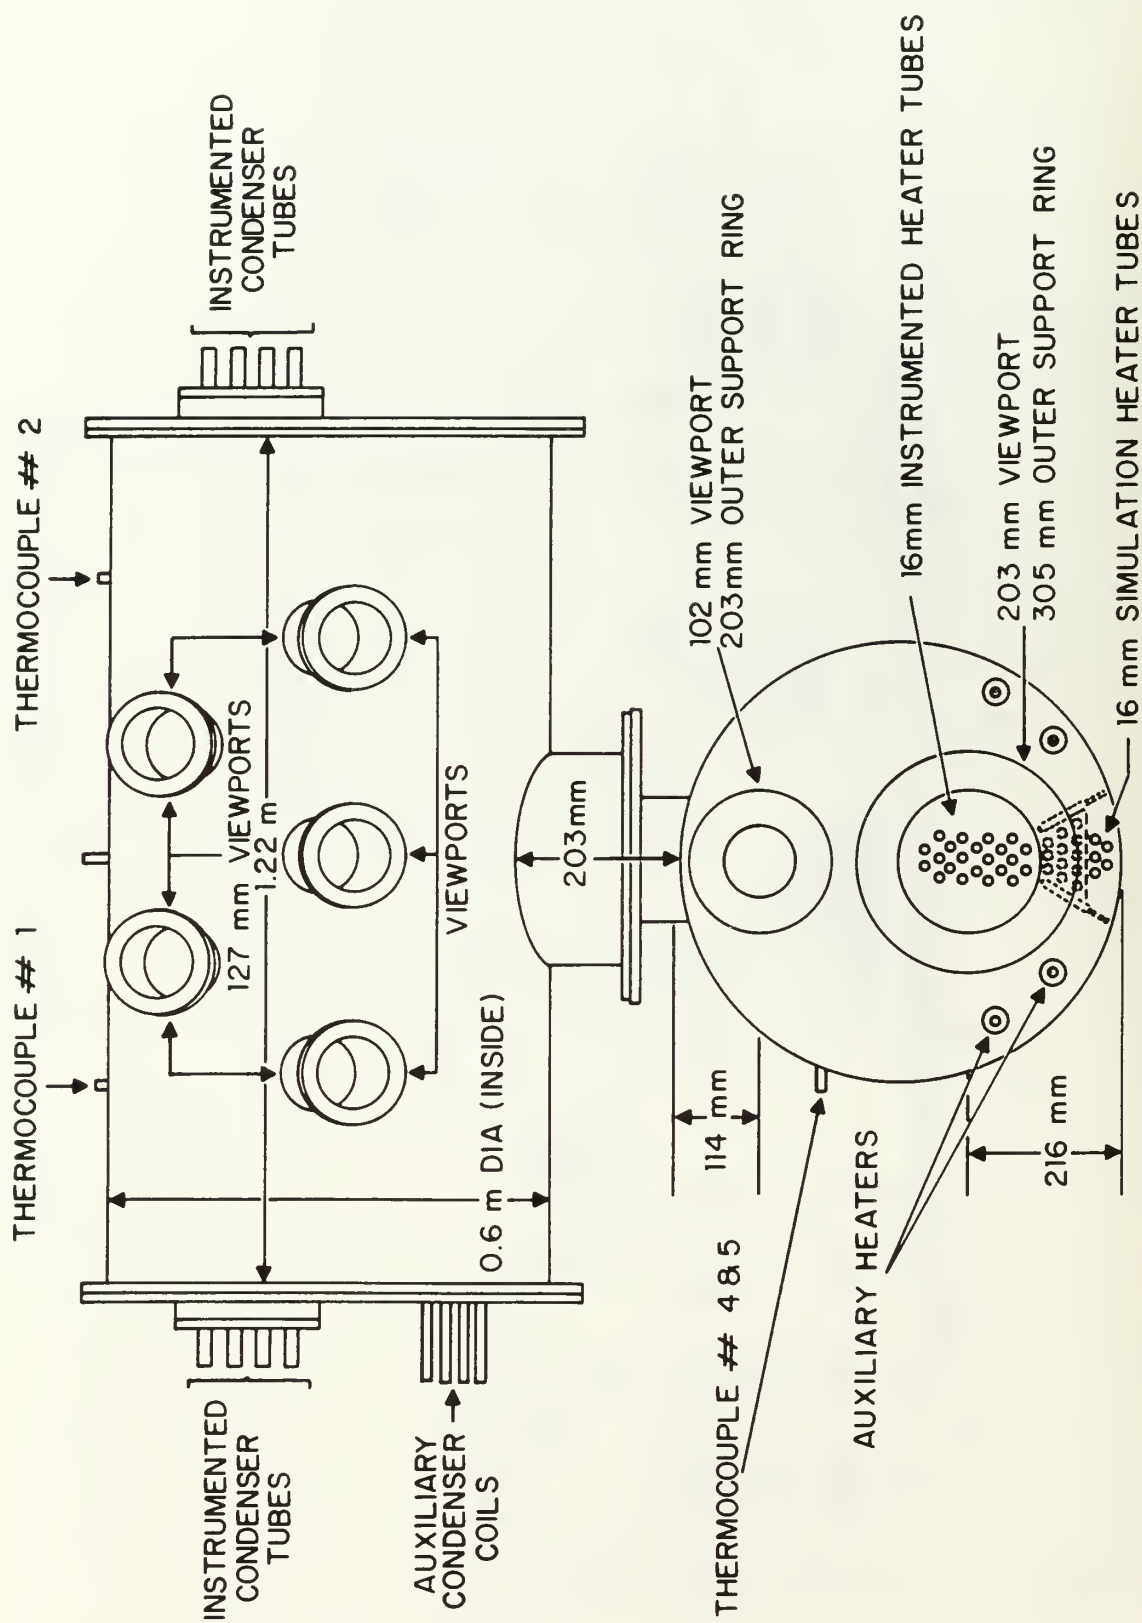 THERMOCOUPLE # 1
THERMOCOUPLE # 2
INSTRUMENTED
CONDENSER
TUBES
INSTRUMENTED
CONDENSER
TUBES
127 mm VIEWPORTS
1.22 m
AUXILIARY
CONDENSER
COILS
VIEWPORTS
0.6 m DIA (INSIDE)
203mm
102 mm VIEWPORT
203mm OUTER SUPPORT RING
THERMOCOUPLE # 4&5
114 mm
16mm INSTRUMENTED HEATER TUBES
AUXILIARY HEATERS
203 mm VIEWPORT
305 mm OUTER SUPPORT RING
216 mm
16 mm SIMULATION HEATER TUBES